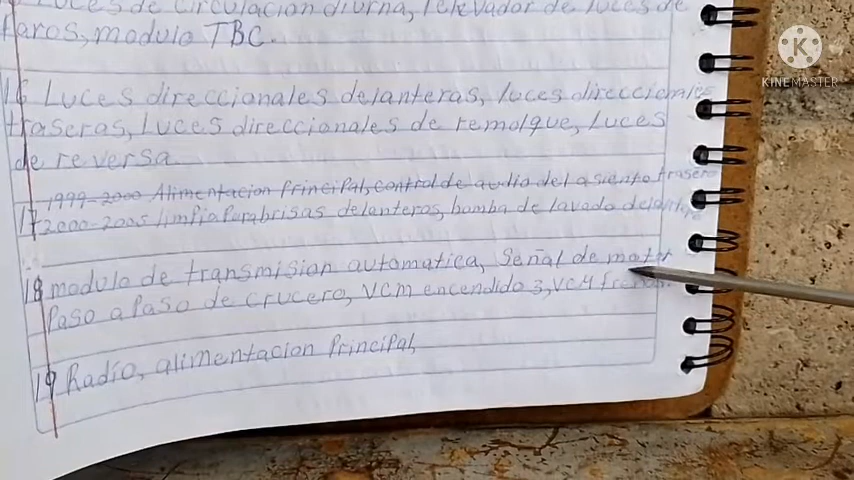 Luces de circulación diurna, relevador de luces de
faros, modulo TBC.
16 Luces direccionales delanteras, luces direccionales
traseras, Luces direccionales de remolque, Luces
de reversa
1999-2000 Alimentacion Principal, control de audio del asiento trasero
17 2000-2005 limpiaParabrisas delanteros, bomba de lavado delantero
18 modulo de transmision automatica, Señal de motor
Paso a Paso de crucero, VCM encendido 3, VCM frenos.
19 Radio, alimentacion Principal,
KINEMASTER